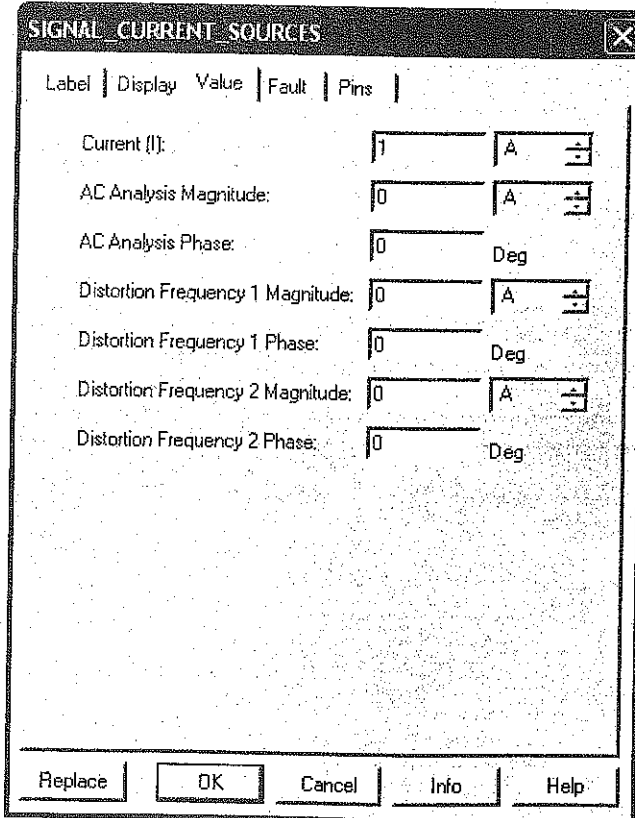 SIGNAL_CURRENT_SOURCES
Label Display Value Fault Pins
Current (I): 1 A
AC Analysis Magnitude: 0 A
AC Analysis Phase: 0 Deg
Distortion Frequency 1 Magnitude: 0 A
Distortion Frequency 1 Phase: 0 Deg
Distortion Frequency 2 Magnitude: 0 A
Distortion Frequency 2 Phase: 0 Deg
Replace OK Cancel Info Help